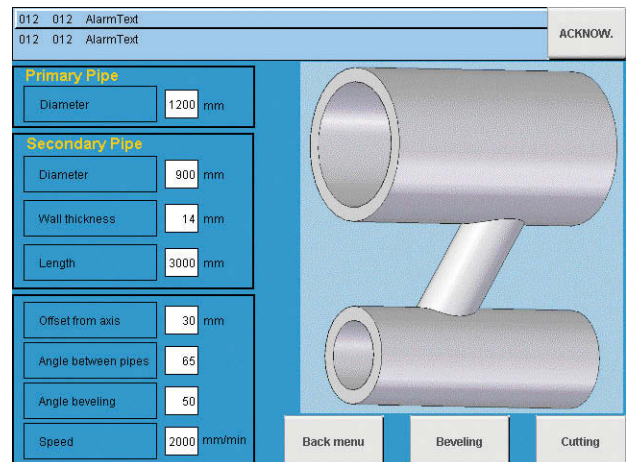 012 012 AlarmText
012 012 AlarmText
ACKNOW.
Primary Pipe
Diameter 1200 mm
Secondary Pipe
Diameter 900 mm
Wall thickness 14 mm
Length 3000 mm
Offset from axis 30 mm
Angle between pipes 65
Angle beveling 50
Speed 2000 mm/min
Back menu Beveling Cutting